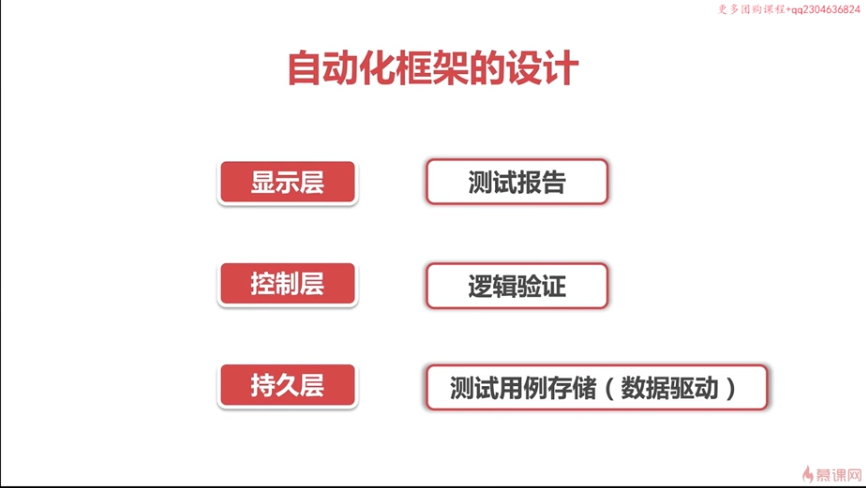 更多团购课程+qq2304636824
自动化框架的设计
显示层 测试报告
控制层 逻辑验证
持久层 测试用例存储（数据驱动）
慕课网